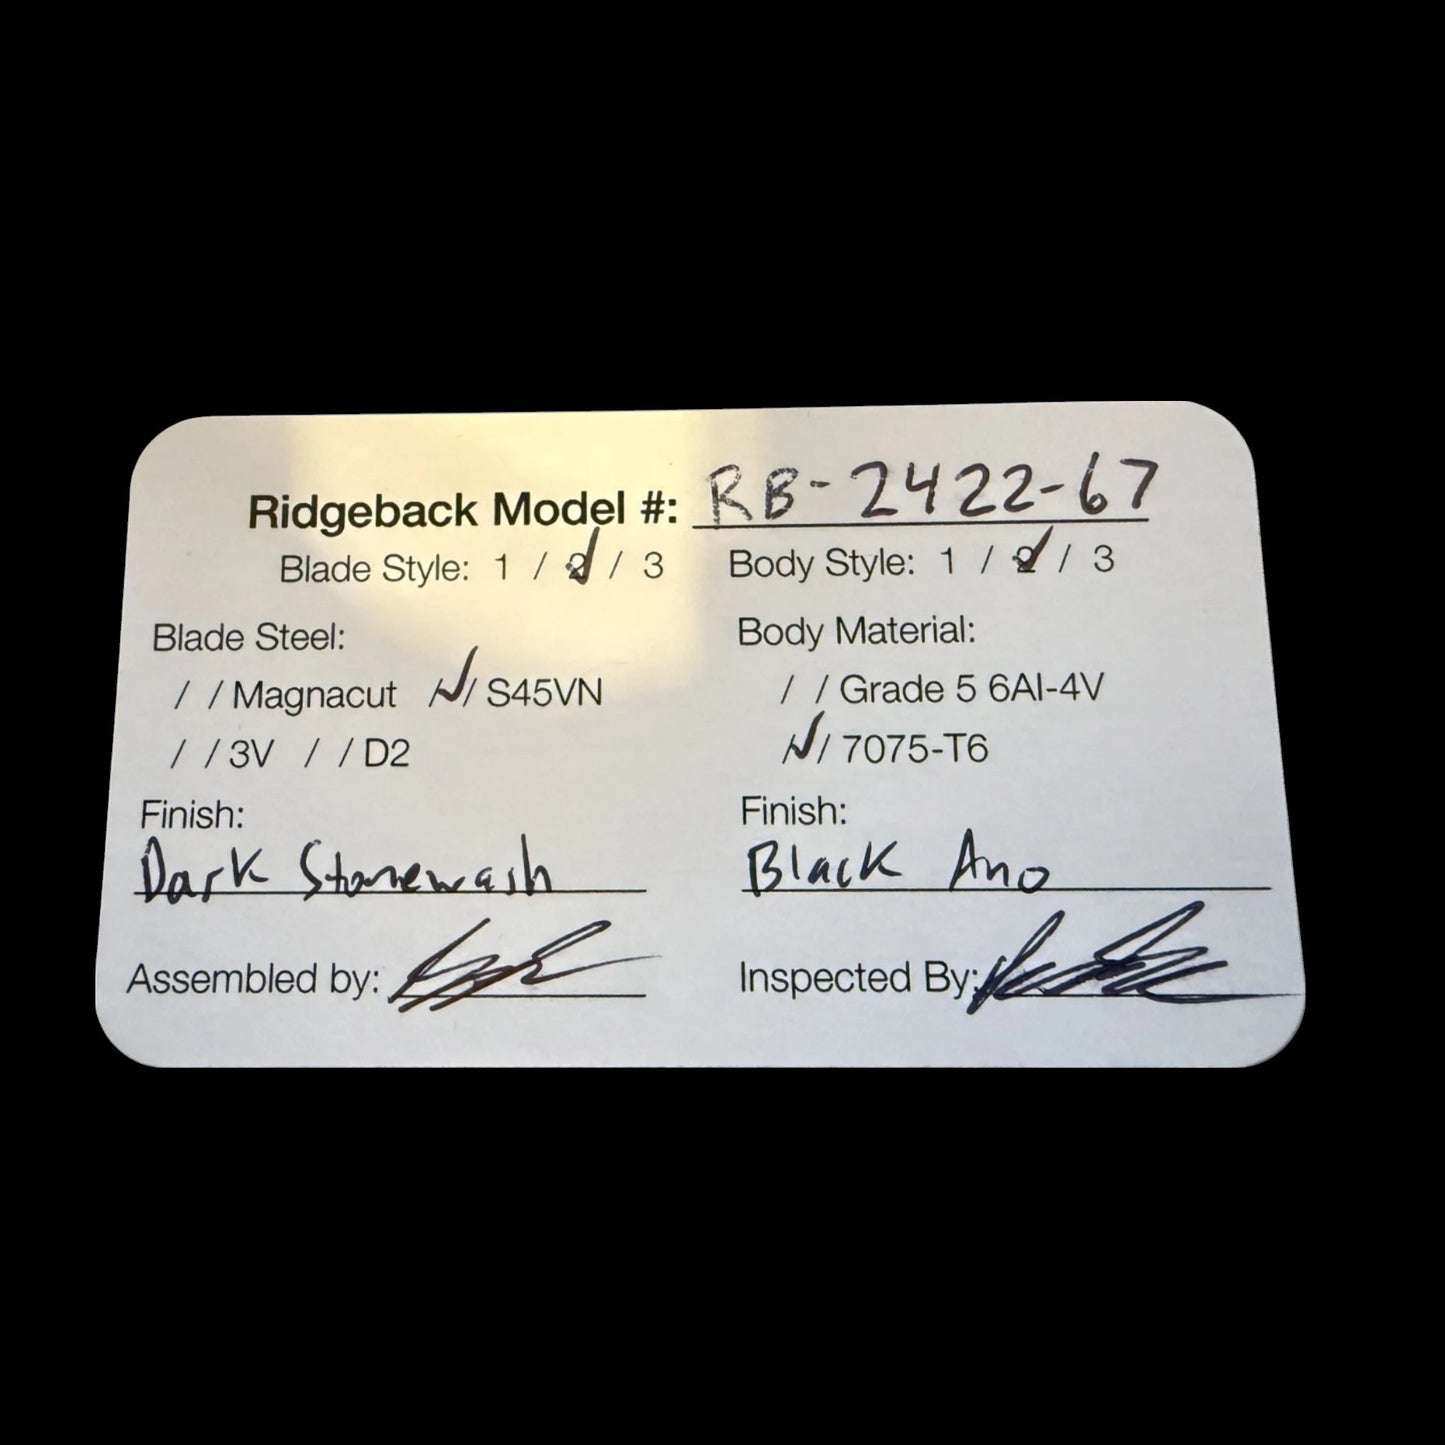 Ridgeback Model #: RB-2422-67
Blade Style: 1 / 2 / 3 Body Style: 1 / 2 / 3
Blade Steel: Body Material:
/ / Magnacut /✓/ S45VN / / Grade 5 6Al-4V
/ / 3V / / D2 /✓/ 7075-T6
Finish: Finish:
Dark Stonewash Black Ano
Assembled by: Inspected By: